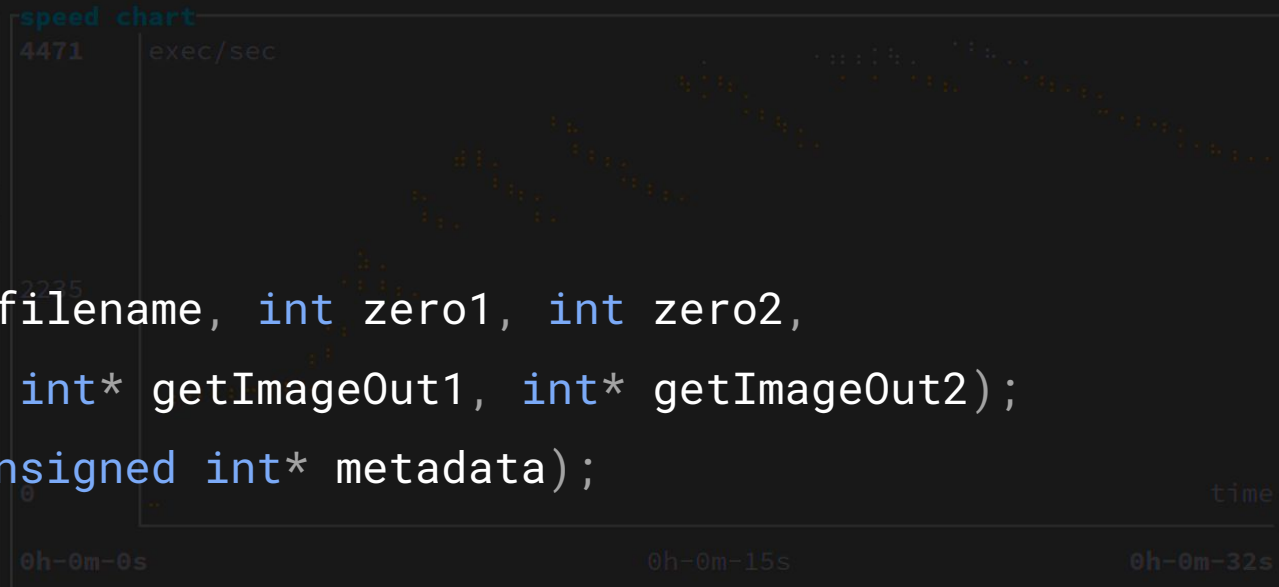 speed chart
4471 exec/sec
2235
filename, int zero1, int zero2,
int* getImageOut1, int* getImageOut2);
nsigned int* metadata);
0 time
0h-0m-0s 0h-0m-15s 0h-0m-32s